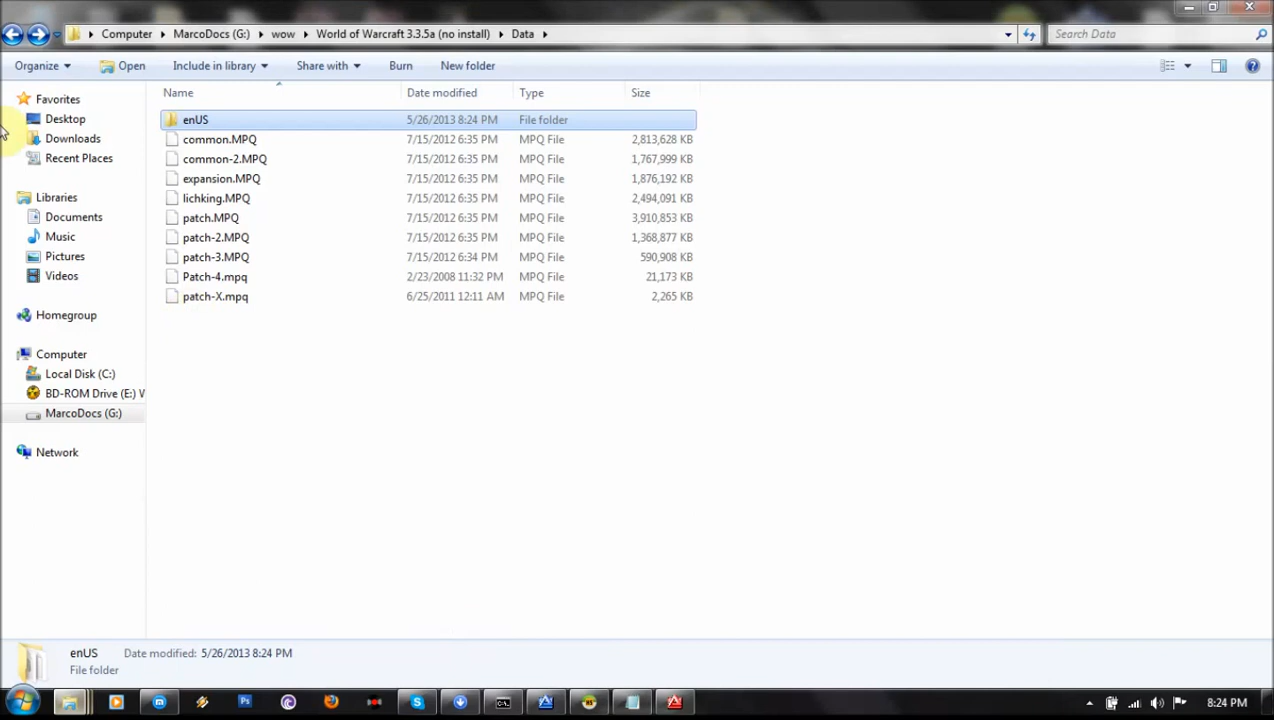 Computer MarcoDocs (G:) wow World of Warcraft 3.3.5a (no install) Data Search Data
Organize Open Include in library Share with Burn New folder
Name Date modified Type Size
Favorites
Desktop
Downloads
Recent Places
Libraries
Documents
Music
Pictures
Videos
Homegroup
Computer
Local Disk (C:)
BD-ROM Drive (E:) W
MarcoDocs (G:)
Network
enUS 5/26/2013 8:24 PM File folder
common.MPQ 7/15/2012 6:35 PM MPQ File 2,813,628 KB
common-2.MPQ 7/15/2012 6:35 PM MPQ File 1,767,999 KB
expansion.MPQ 7/15/2012 6:35 PM MPQ File 1,876,192 KB
lichking.MPQ 7/15/2012 6:35 PM MPQ File 2,494,091 KB
patch.MPQ 7/15/2012 6:35 PM MPQ File 3,910,853 KB
patch-2.MPQ 7/15/2012 6:35 PM MPQ File 1,368,877 KB
patch-3.MPQ 7/15/2012 6:34 PM MPQ File 590,908 KB
Patch-4.mpq 2/23/2008 11:32 PM MPQ File 21,173 KB
patch-X.mpq 6/25/2011 12:11 AM MPQ File 2,265 KB
enUS Date modified: 5/26/2013 8:24 PM
File folder
8:24 PM